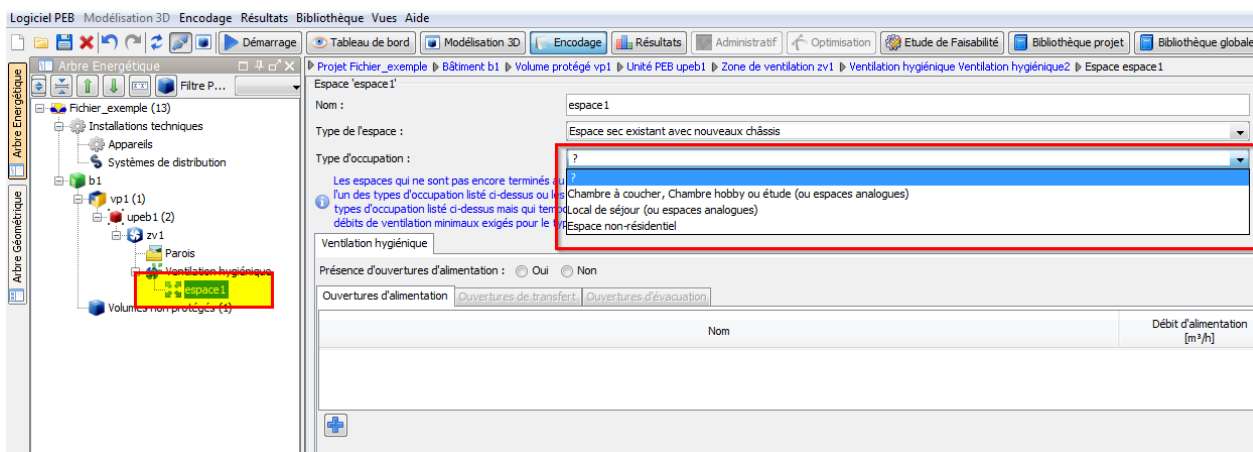 Logiciel PEB Modélisation 3D Encodage Résultats Bibliothèque Vues Aide
Démarrage Tableau de bord Modélisation 3D Encodage Résultats Administratif Optimisation Etude de Faisabilité Bibliothèque projet Bibliothèque globale
Arbre Energétique
Filtre P...
Arbre Energétique
Arbre Géométrique
Fichier_exemple (13)
Installations techniques
Appareils
Systèmes de distribution
b1
vp1 (1)
upeb1 (2)
zv1
Parois
Ventilation hygiénique
espace1
Volumes non protégés (1)
Projet Fichier_exemple Bâtiment b1 Volume protégé vp1 Unité PEB upeb1 Zone de ventilation zv1 Ventilation hygiénique Ventilation hygiénique2 Espace espace1
Espace 'espace1'
Nom : espace1
Type de l'espace : Espace sec existant avec nouveaux châssis
Type d'occupation : ?
?
Chambre à coucher, Chambre hobby ou étude (ou espaces analogues)
Local de séjour (ou espaces analogues)
Espace non-résidentiel
Les espaces qui ne sont pas encore terminés
l'un des types d'occupation listé ci-dessus ou les
types d'occupation listé ci-dessus mais qui
débits de ventilation minimaux exigés pour le
Ventilation hygiénique
Présence d'ouvertures d'alimentation : Oui Non
Ouvertures d'alimentation Ouvertures de transfert Ouvertures d'évacuation
Nom Débit d'alimentation
[m³/h]